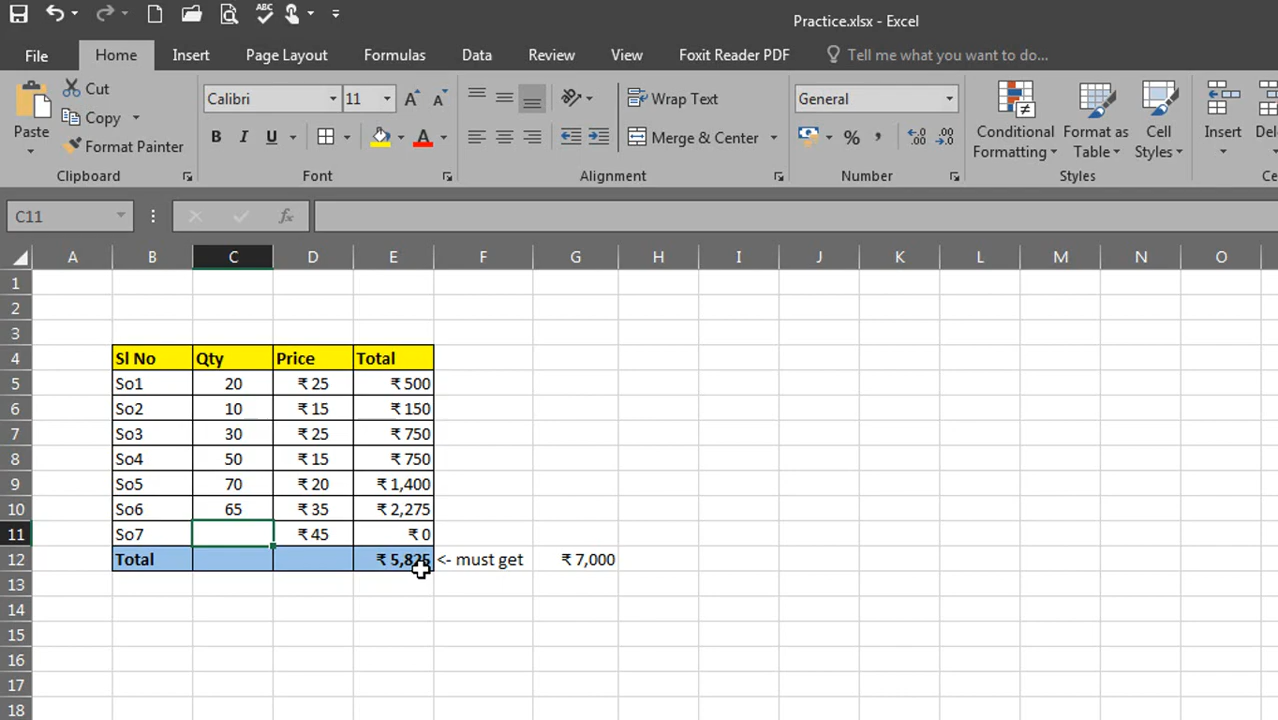 Practice.xlsx - Excel
File Home Insert Page Layout Formulas Data Review View Foxit Reader PDF Tell me what you want to do...
Paste
Cut
Copy
Format Painter
Clipboard
Calibri 11
B I U
Font
Wrap Text
Merge & Center
Alignment
General
%
Number
Conditional Formatting
Format as Table
Cell Styles
Styles
Insert
C11
fx
A B C D E F G H I J K L M N O
1
2
3
4 Sl No Qty Price Total
5 So1 20 ₹ 25 ₹ 500
6 So2 10 ₹ 15 ₹ 150
7 So3 30 ₹ 25 ₹ 750
8 So4 50 ₹ 15 ₹ 750
9 So5 70 ₹ 20 ₹ 1,400
10 So6 65 ₹ 35 ₹ 2,275
11 So7 ₹ 45 ₹ 0
12 Total ₹ 5,825 <- must get ₹ 7,000
13
14
15
16
17
18